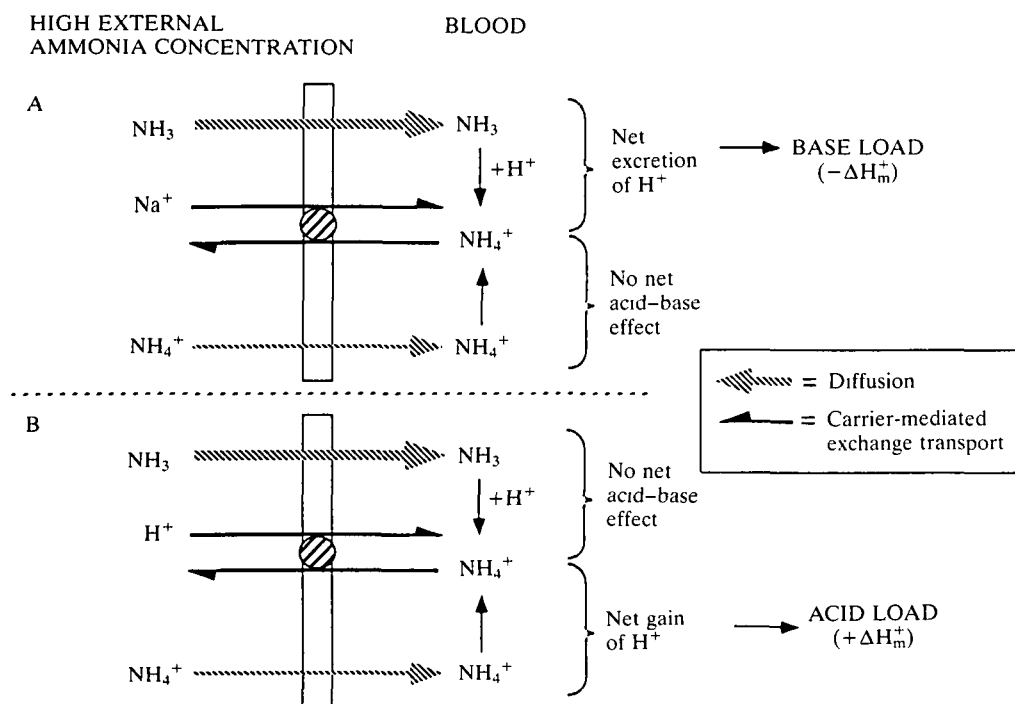 HIGH EXTERNAL
AMMONIA CONCENTRATION
BLOOD
A
NH₃
NH₃
+H⁺
Na⁺
NH₄⁺
NH₄⁺
NH₄⁺
Net
excretion
of H⁺
BASE LOAD
(−ΔH⁺ₘ)
No net
acid–base
effect
= Diffusion
= Carrier-mediated
exchange transport
B
NH₃
NH₃
+H⁺
H⁺
NH₄⁺
NH₄⁺
NH₄⁺
No net
acid–base
effect
Net gain
of H⁺
ACID LOAD
(+ΔH⁺ₘ)